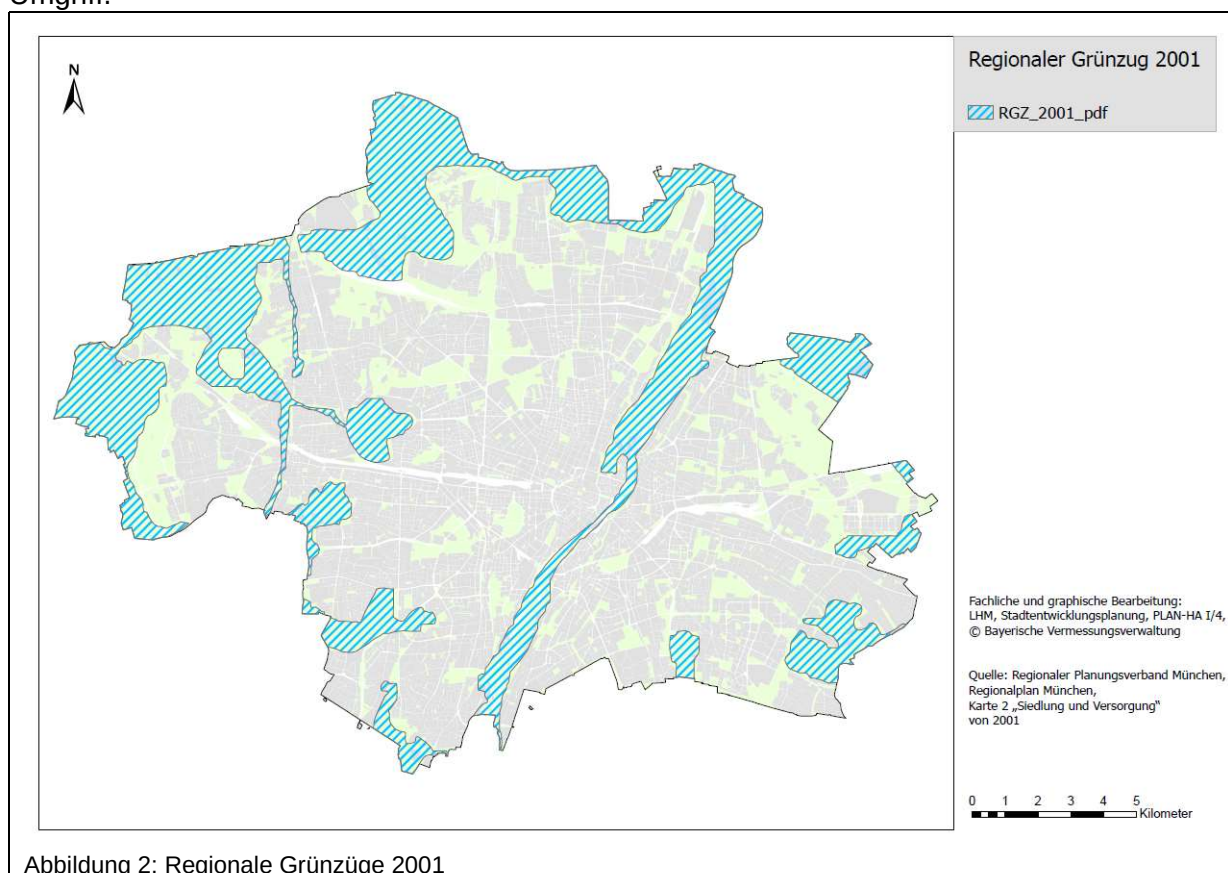 Umgriff.
N
Regionaler Grünzug 2001
RGZ_2001_pdf
Fachliche und graphische Bearbeitung:
LHM, Stadtentwicklungsplanung, PLAN-HA I/4,
© Bayerische Vermessungsverwaltung
Quelle: Regionaler Planungsverband München,
Regionalplan München,
Karte 2 „Siedlung und Versorgung“
von 2001
0 1 2 3 4 5
Kilometer
Abbildung 2: Regionale Grünzüge 2001